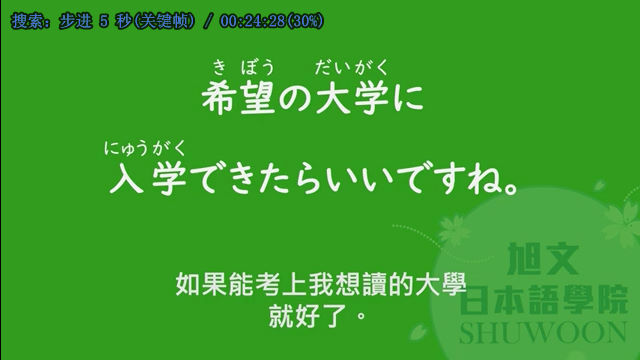 搜索: 步进 5 秒(关键帧) / 00:24:28(30%)
き ぼう だいがく
希望の大学に
にゅうがく
入学できたらいいですね。
如果能考上我想讀的大學
就好了。
旭文
日本語學院
SHUWOON